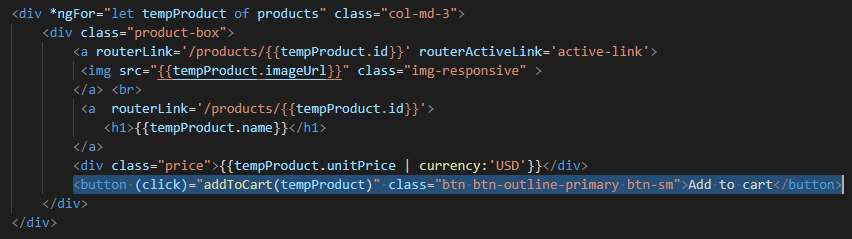 <div *ngFor="let tempProduct of products" class="col-md-3">
<div class="product-box">
<a routerLink='/products/{{tempProduct.id}}' routerActiveLink='active-link'>
<img src="{{tempProduct.imageUrl}}" class="img-responsive" >
</a> <br>
<a  routerLink='/products/{{tempProduct.id}}'>
<h1>{{tempProduct.name}}</h1>
</a>
<div class="price">{{tempProduct.unitPrice | currency:'USD'}}</div>
<button (click)="addToCart(tempProduct)" class="btn btn-outline-primary btn-sm">Add to cart</button>
</div>
</div>